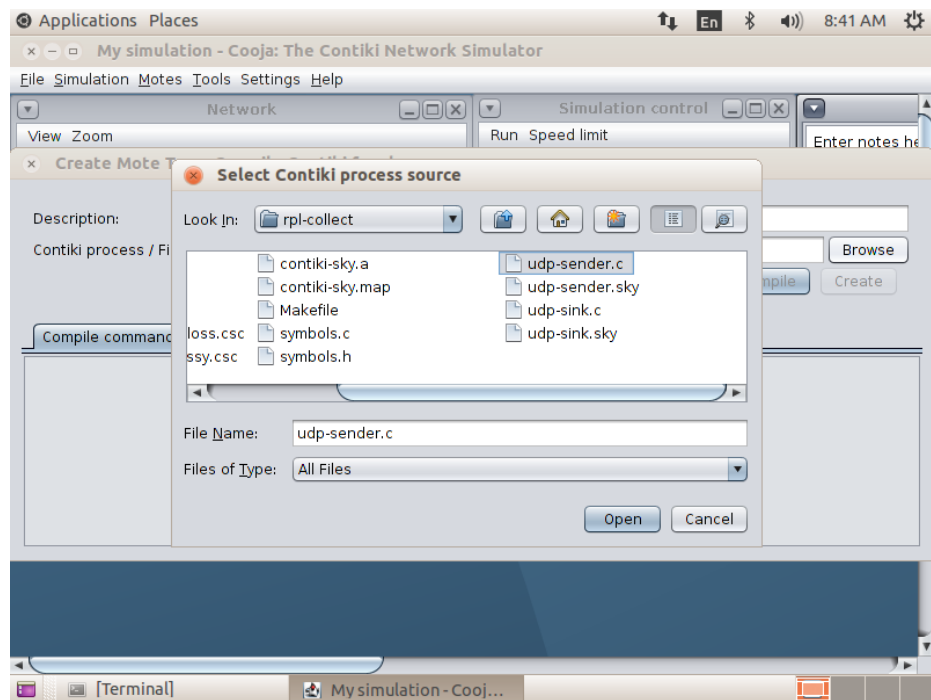 Applications Places
En
8:41 AM
My simulation - Cooja: The Contiki Network Simulator
File Simulation Motes Tools Settings Help
Network
Simulation control
View Zoom
Run Speed limit
Enter notes he
Create Mote T
Select Contiki process source
Description:
Look In: rpl-collect
Contiki process / Fi
Browse
contiki-sky.a
udp-sender.c
contiki-sky.map
udp-sender.sky
mpile
Create
Makefile
udp-sink.c
Compile command
loss.csc
symbols.c
udp-sink.sky
ssy.csc
symbols.h
File Name: udp-sender.c
Files of Type: All Files
Open
Cancel
[Terminal]
My simulation - Cooj...